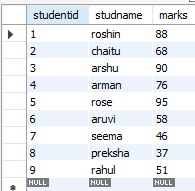 studentid studname marks
1 roshin 88
2 chaitu 68
3 arshu 90
4 arman 76
5 rose 95
6 aruvi 58
7 seema 46
8 preksha 37
9 rahul 51
NULL NULL NULL